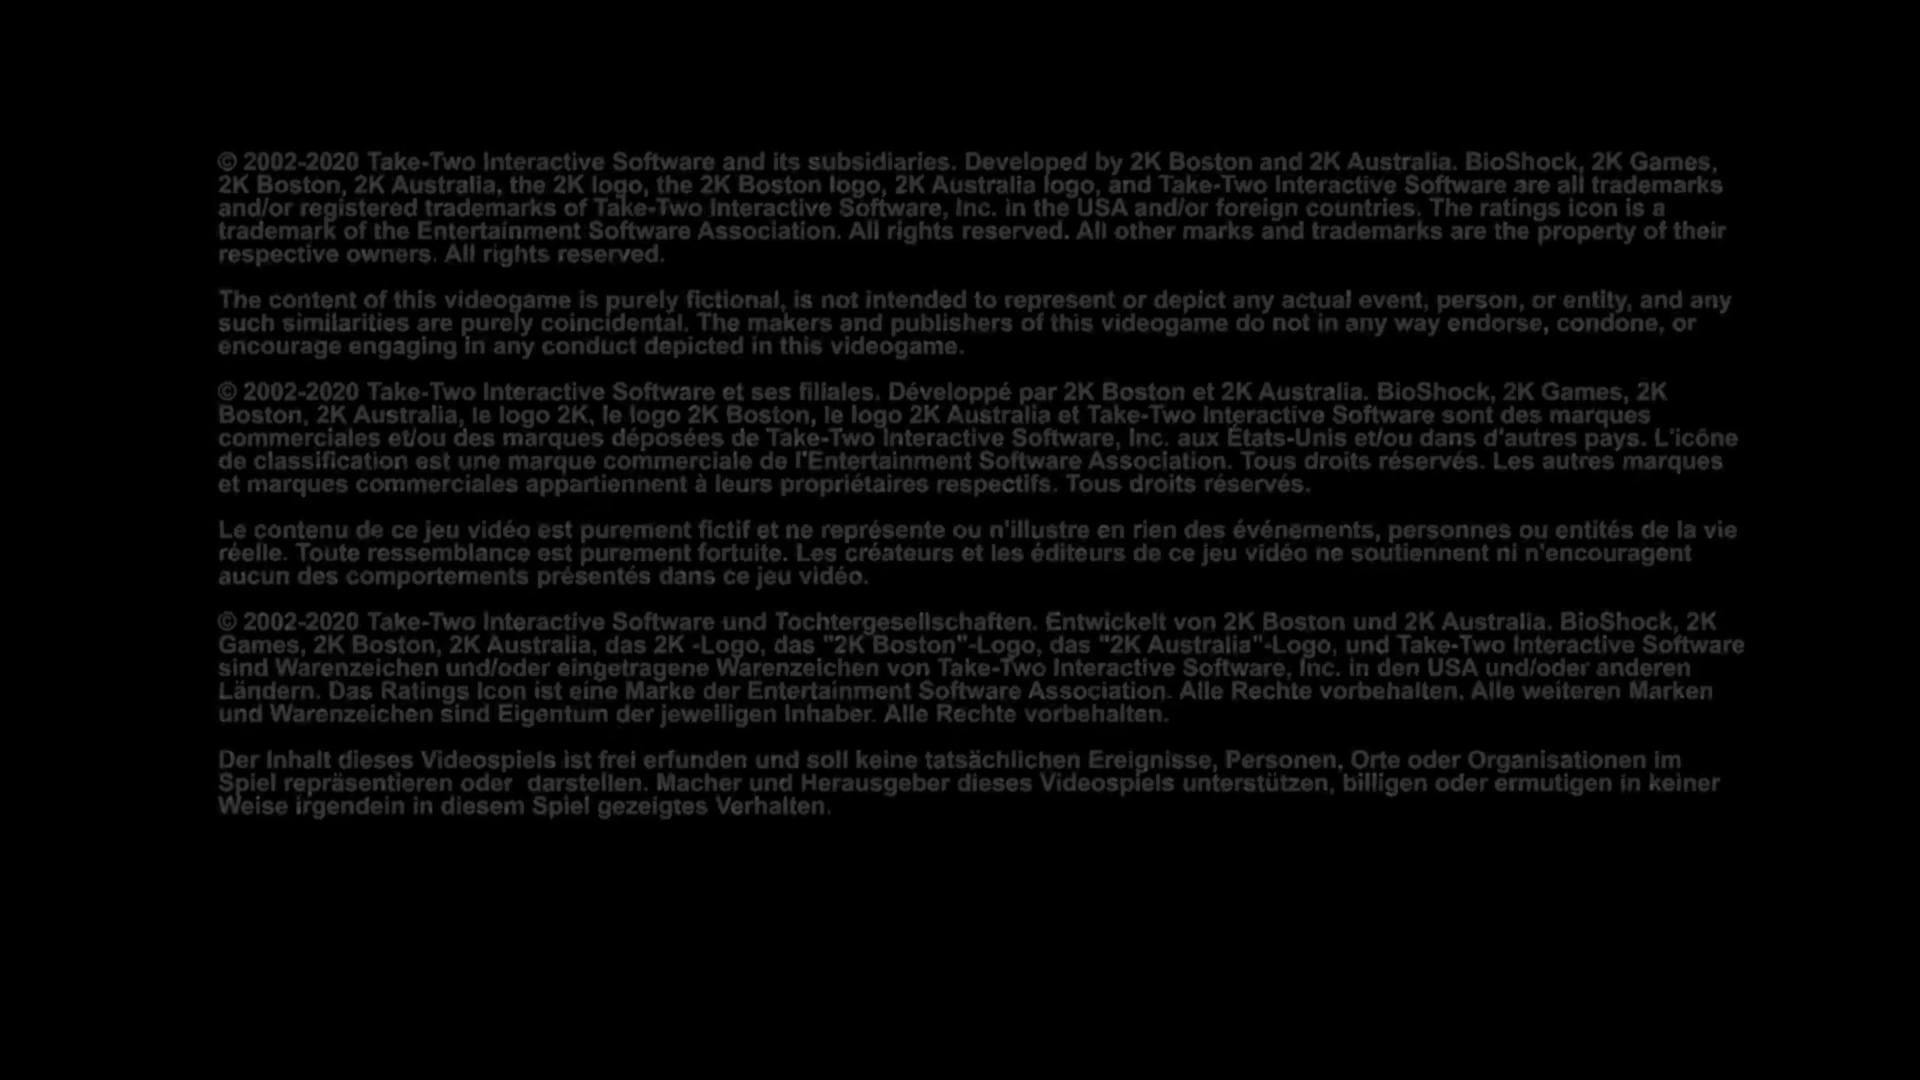 © 2002-2020 Take-Two Interactive Software and its subsidiaries. Developed by 2K Boston and 2K Australia. BioShock, 2K Games,
2K Boston, 2K Australia, the 2K logo, the 2K Boston logo, 2K Australia logo, and Take-Two Interactive Software are all trademarks
and/or registered trademarks of Take-Two Interactive Software, Inc. in the USA and/or foreign countries. The ratings icon is a
trademark of the Entertainment Software Association. All rights reserved. All other marks and trademarks are the property of their
respective owners. All rights reserved.
The content of this videogame is purely fictional, is not intended to represent or depict any actual event, person, or entity, and any
such similarities are purely coincidental. The makers and publishers of this videogame do not in any way endorse, condone, or
encourage engaging in any conduct depicted in this videogame.
© 2002-2020 Take-Two Interactive Software et ses filiales. Développé par 2K Boston et 2K Australia. BioShock, 2K Games, 2K
Boston, 2K Australia, le logo 2K, le logo 2K Boston, le logo 2K Australia et Take-Two Interactive Software sont des marques
commerciales et/ou des marques déposées de Take-Two Interactive Software, Inc. aux États-Unis et/ou dans d'autres pays. L'icône
de classification est une marque commerciale de l'Entertainment Software Association. Tous droits réservés. Les autres marques
et marques commerciales appartiennent à leurs propriétaires respectifs. Tous droits réservés.
Le contenu de ce jeu vidéo est purement fictif et ne représente ou n'illustre en rien des événements, personnes ou entités de la vie
réelle. Toute ressemblance est purement fortuite. Les créateurs et les éditeurs de ce jeu vidéo ne soutiennent ni n'encouragent
aucun des comportements présentés dans ce jeu vidéo.
© 2002-2020 Take-Two Interactive Software und Tochtergesellschaften. Entwickelt von 2K Boston und 2K Australia. BioShock, 2K
Games, 2K Boston, 2K Australia, das 2K -Logo, das "2K Boston"-Logo, das "2K Australia"-Logo, und Take-Two Interactive Software
sind Warenzeichen und/oder eingetragene Warenzeichen von Take-Two Interactive Software, Inc. in den USA und/oder anderen
Ländern. Das Ratings Icon ist eine Marke der Entertainment Software Association. Alle Rechte vorbehalten. Alle weiteren Marken
und Warenzeichen sind Eigentum der jeweiligen Inhaber. Alle Rechte vorbehalten.
Der Inhalt dieses Videospiels ist frei erfunden und soll keine tatsächlichen Ereignisse, Personen, Orte oder Organisationen im
Spiel repräsentieren oder  darstellen. Macher und Herausgeber dieses Videospiels unterstützen, billigen oder ermutigen in keiner
Weise irgendein in diesem Spiel gezeigtes Verhalten.